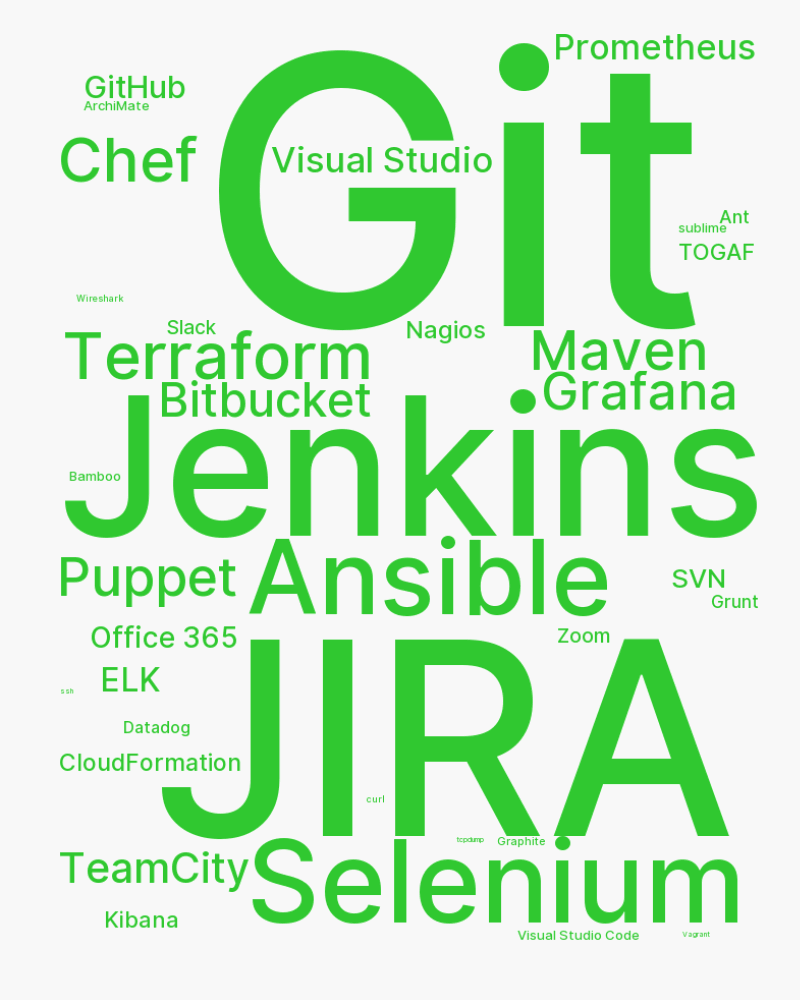 Prometheus
Git
GitHub
ArchiMate
Chef
Visual Studio
Ant
sublime
TOGAF
Wireshark
Slack
Nagios
Terraform
Maven
Bitbucket
Grafana
Jenkins
Bamboo
Ansible
Puppet
SVN
Grunt
Office 365
Zoom
JIRA
ELK
ssh
Datadog
CloudFormation
curl
tcpdump
Graphite
Selenium
TeamCity
Kibana
Visual Studio Code
Vagrant